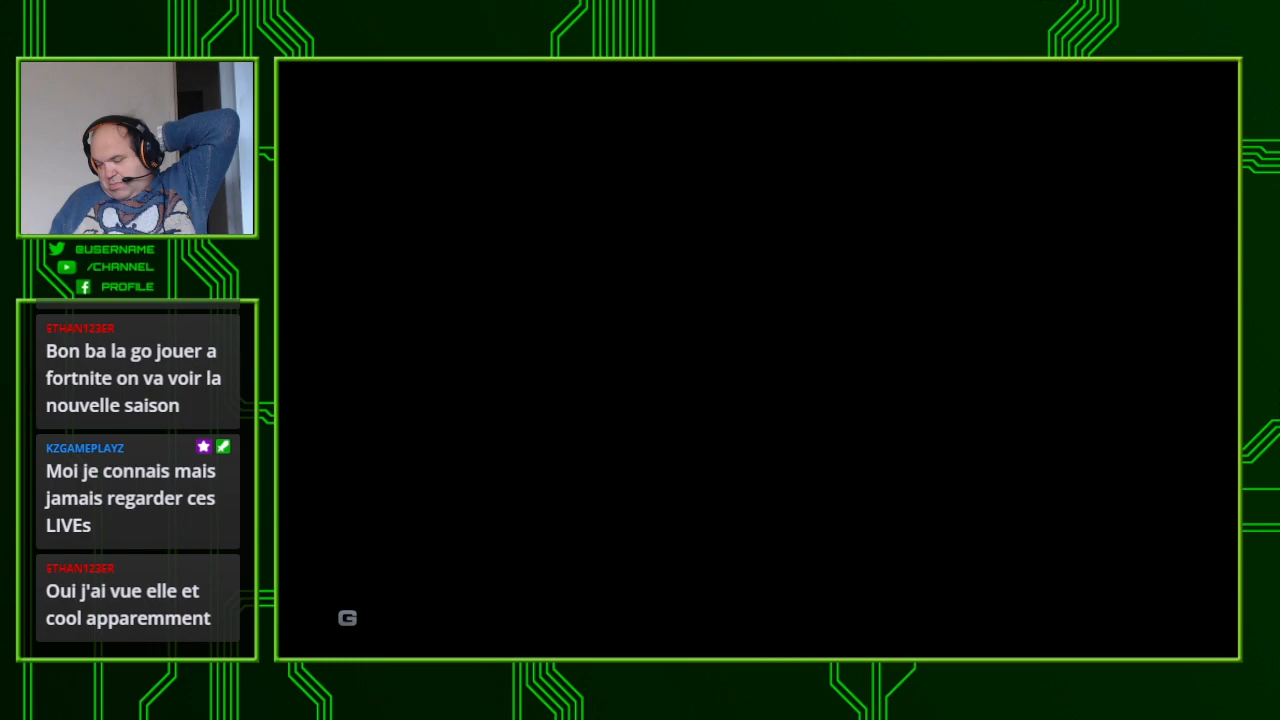 @USERNAME
/CHANNEL
PROFILE
ETHAN123ER
Bon ba la go jouer a
fortnite on va voir la
nouvelle saison
KZGAMEPLAYZ
Moi je connais mais
jamais regarder ces
LIVEs
ETHAN123ER
Oui j'ai vue elle et
cool apparemment
G